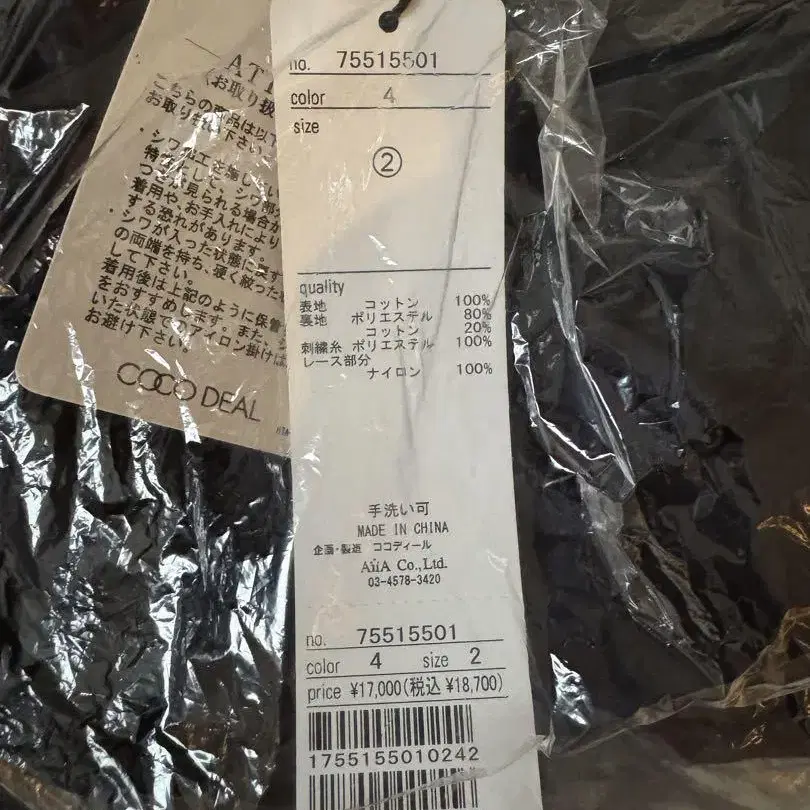 no. 75515501
color 4
size
②
quality
表地 コットン 100%
裏地 ポリエステル 80%
コットン 20%
刺繍糸 ポリエステル 100%
レース部分
ナイロン 100%
手洗い可
MADE IN CHINA
企画・製造 ココディール
AiiA Co.,Ltd.
03-4578-3420
no. 75515501
color 4 size 2
price ¥17,000(税込 ¥18,700)
1755155010242
こちらの商品は以下
お取り
着用や、お手入れにより
する恐れがあります。
・シワが入った状態に戻す
の両端を持ち、硬く絞った
して下さい。
着用後は上記のように保管
をおすすめします。また、
いた状態でのアイロン掛けは
お避け下さい。
COCO DEAL